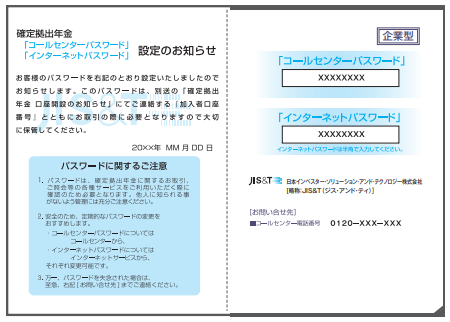 確定拠出年金
「コールセンターパスワード」
「インターネットパスワード」
設定のお知らせ
お客様のパスワードを右記のとおり設定いたしましたので
お知らせします。このパスワードは、別送の「確定拠出
年金 口座開設のお知らせ」にてご連絡する「加入者口座
番号」とともにお取引の際に必要となりますので大切
に保管してください。
20××年 MM 月 DD 日
パスワードに関するご注意
1. パスワードは、確定拠出年金に関するお取引、
ご照会等の各種サービスをご利用いただく際に
確認のため必要となります。他人に知られる事
がないよう管理には充分ご注意ください。
2. 安全のため、定期的なパスワードの変更を
おすすめします。
・コールセンターパスワードについては
コールセンターから、
・インターネットパスワードについては
インターネットサービスから、
それぞれ変更可能です。
3. 万一、パスワードを失念された場合は、
至急、右記 [お問い合せ先] までご連絡ください。
企業型
「コールセンターパスワード」
XXXXXXXX
「インターネットパスワード」
XXXXXXXX
インターネットパスワードは半角で入力してください。
JIS&T 日本インベスター・ソリューション・アンド・テクノロジー株式会社
[略称：JIS&T（ジス・アンド・ティ）]
[お問い合せ先]
■コールセンター電話番号 0120-XXX-XXX